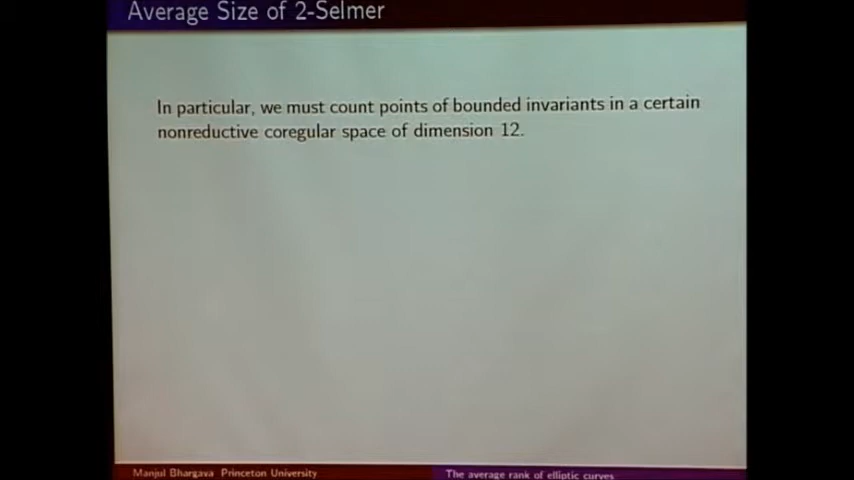 Average Size of 2-Selmer
In particular, we must count points of bounded invariants in a certain
nonreductive coregular space of dimension 12.
Manjul Bhargava Princeton University
The average rank of elliptic curves